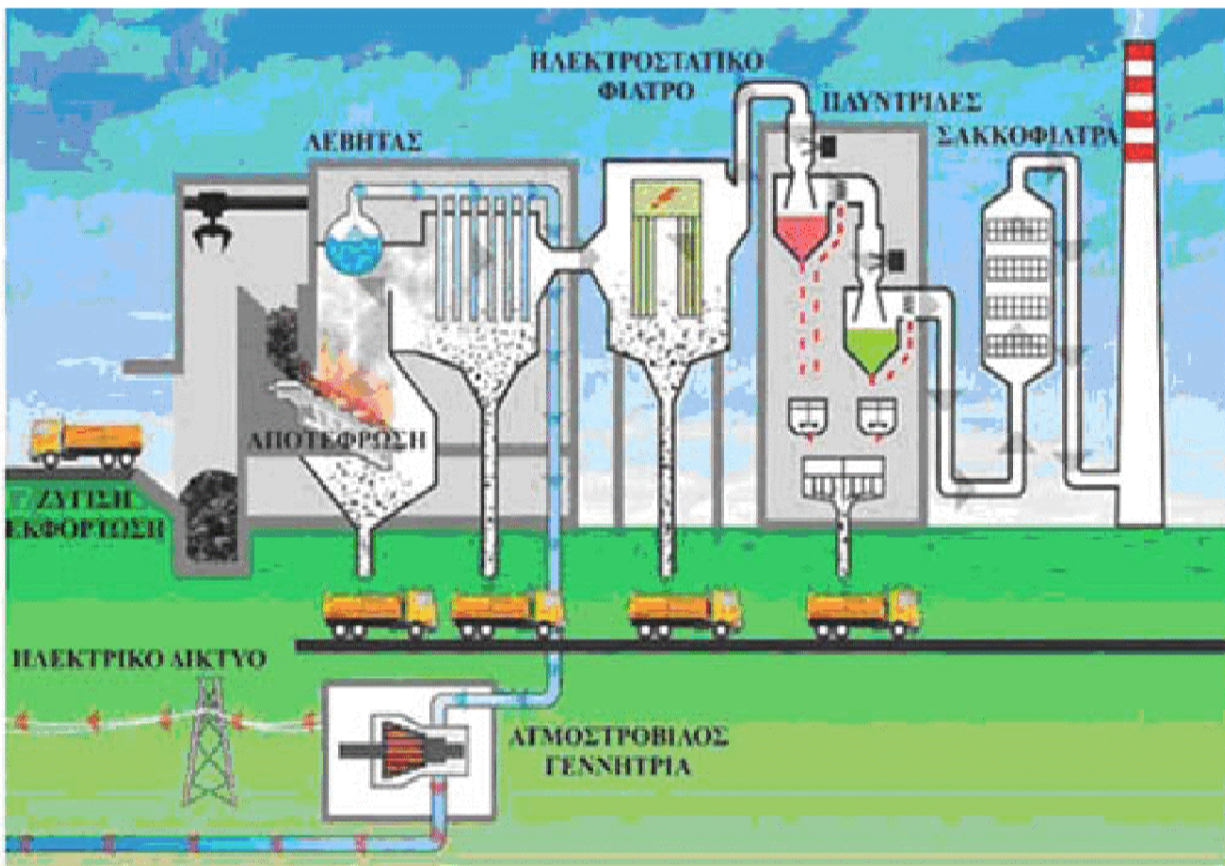 ΗΛΕΚΤΡΟΣΤΑΤΙΚΟ
ΦΙΛΤΡΟ
ΠΛΥΝΤΡΙΔΕΣ
ΣΑΚΚΟΦΙΛΤΡΑ
ΛΕΒΗΤΑΣ
ΑΠΟΤΕΦΡΩΣΗ
ΖΥΓΙΣΗ
ΕΚΦΟΡΤΩΣΗ
ΗΛΕΚΤΡΙΚΟ ΔΙΚΤΥΟ
ΑΤΜΟΣΤΡΟΒΙΛΟΣ
ΓΕΝΝΗΤΡΙΑ